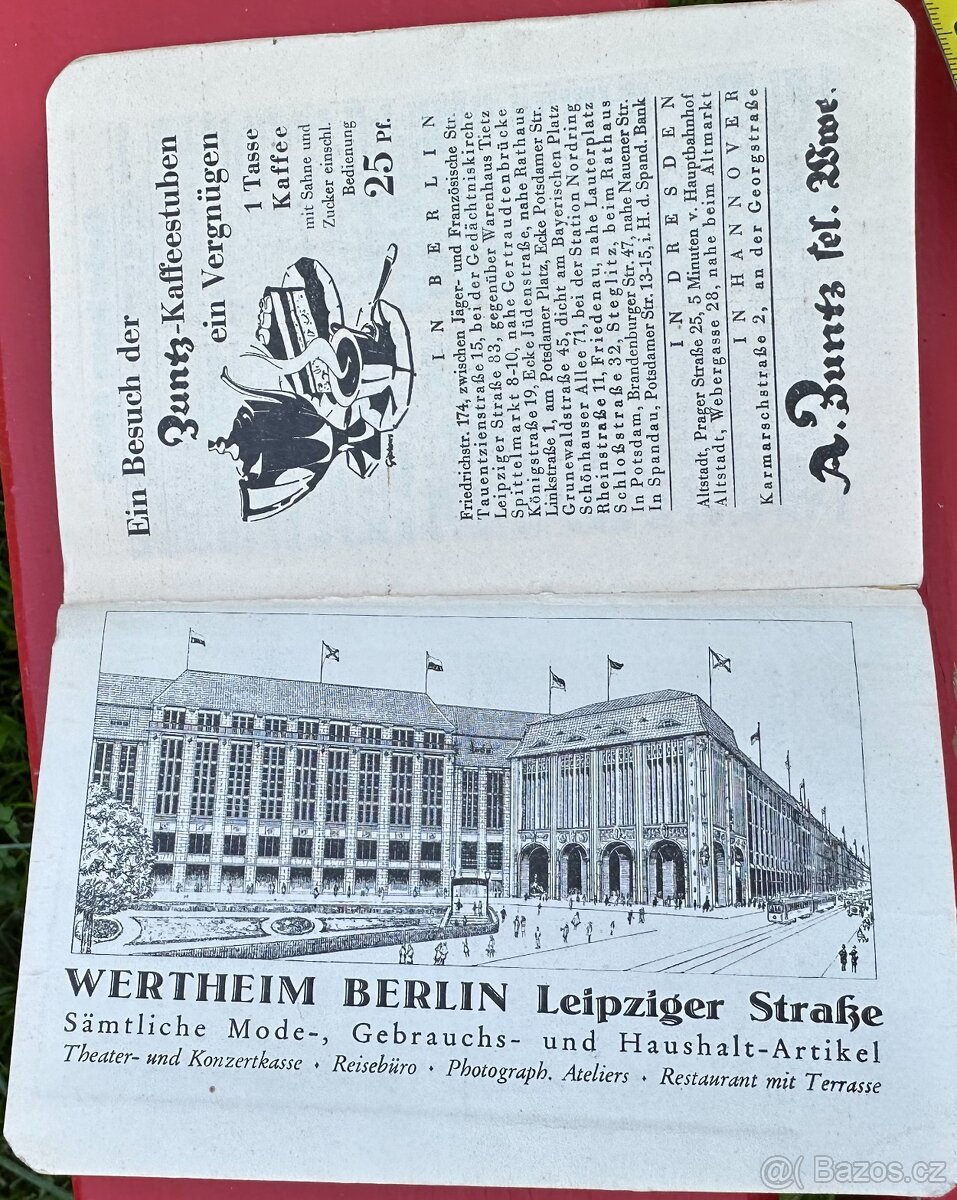 Ein Besuch der
Zuntz-Kaffeestuben
ein Vergnügen
1 Tasse
Kaffee
mit Sahne und
Zucker einschl.
Bedienung
25 Pf.
IN BERLIN
Friedrichstr. 174, zwischen Jäger- und Französische Str.
Tauentzienstraße 15, bei der Gedächtniskirche
Leipziger Straße 83, gegenüber Warenhaus Tietz
Spittelmarkt 8-10, nahe Gertraudtenbrücke
Königstraße 19, Ecke Jüdenstraße, nahe Rathaus
Linkstraße 1, am Potsdamer Platz, Ecke Potsdamer Str.
Grunewaldstraße 45, dicht am Bayerischen Platz
Schönhauser Allee 71, bei der Station Nordring
Rheinstraße 11, Friedenau, nahe Lauterplatz
Schloßstraße 32, Steglitz, beim Rathaus
In Potsdam, Brandenburger Str. 47, nahe Nauener Str.
In Spandau, Potsdamer Str. 13-15, i. H. d. Spand. Bank
IN DRESDEN
Altstadt, Prager Straße 25, 5 Minuten v. Hauptbahnhof
Altstadt, Webergasse 28, nahe beim Altmarkt
IN HANNOVER
Karmarschstraße 2, an der Georgstraße
A. Zuntz sel. Wwe.
WERTHEIM BERLIN Leipziger Straße
Sämtliche Mode-, Gebrauchs- und Haushalt-Artikel
Theater- und Konzertkasse • Reisebüro • Photograph. Ateliers • Restaurant mit Terrasse
@( Bazos.cz